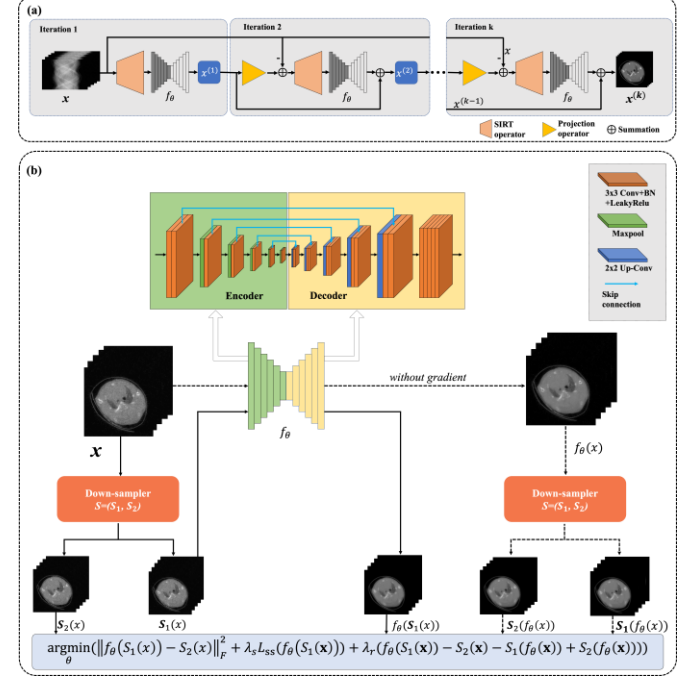 (a)
Iteration 1
Iteration 2
Iteration k
x
f_θ
x^(1)
-
f_θ
x^(2)
-
x
f_θ
x^(k-1)
x^(k)
SIRT operator
Projection operator
Summation
(b)
3x3 Conv+BN
+LeakyRelu
Maxpool
2x2 Up-Conv
Skip
connection
Encoder
Decoder
without gradient
x
f_θ
f_θ(x)
Down-sampler
S=(S_1, S_2)
Down-sampler
S=(S_1, S_2)
S_2(x)
S_1(x)
f_θ(S_1(x))
S_2(f_θ(x))
S_1(f_θ(x))
argmin_θ(‖f_θ(S_1(x)) − S_2(x)‖_F^2 + λ_s L_ss(f_θ(S_1(x))) + λ_r(f_θ(S_1(x)) − S_2(x) − S_1(f_θ(x)) + S_2(f_θ(x))))